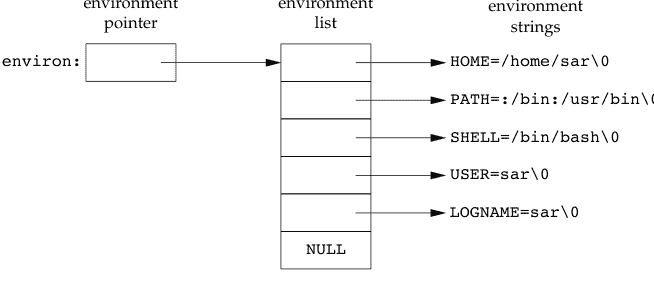 environment
pointer
environment
list
environment
strings
environ:
HOME=/home/sar\0
PATH=:/bin:/usr/bin\0
SHELL=/bin/bash\0
USER=sar\0
LOGNAME=sar\0
NULL